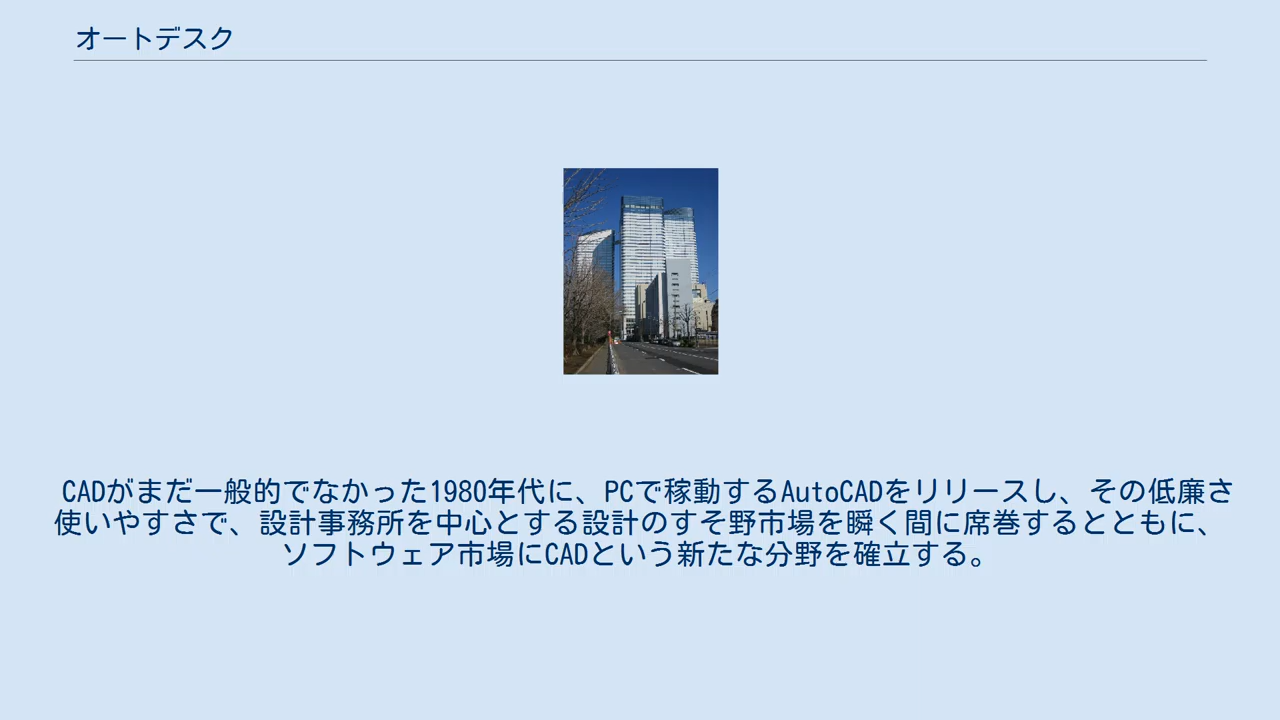 オートデスク
CADがまだ一般的でなかった1980年代に、PCで稼動するAutoCADをリリースし、その低廉さ
使いやすさで、設計事務所を中心とする設計のすそ野市場を瞬く間に席巻するとともに、
ソフトウェア市場にCADという新たな分野を確立する。